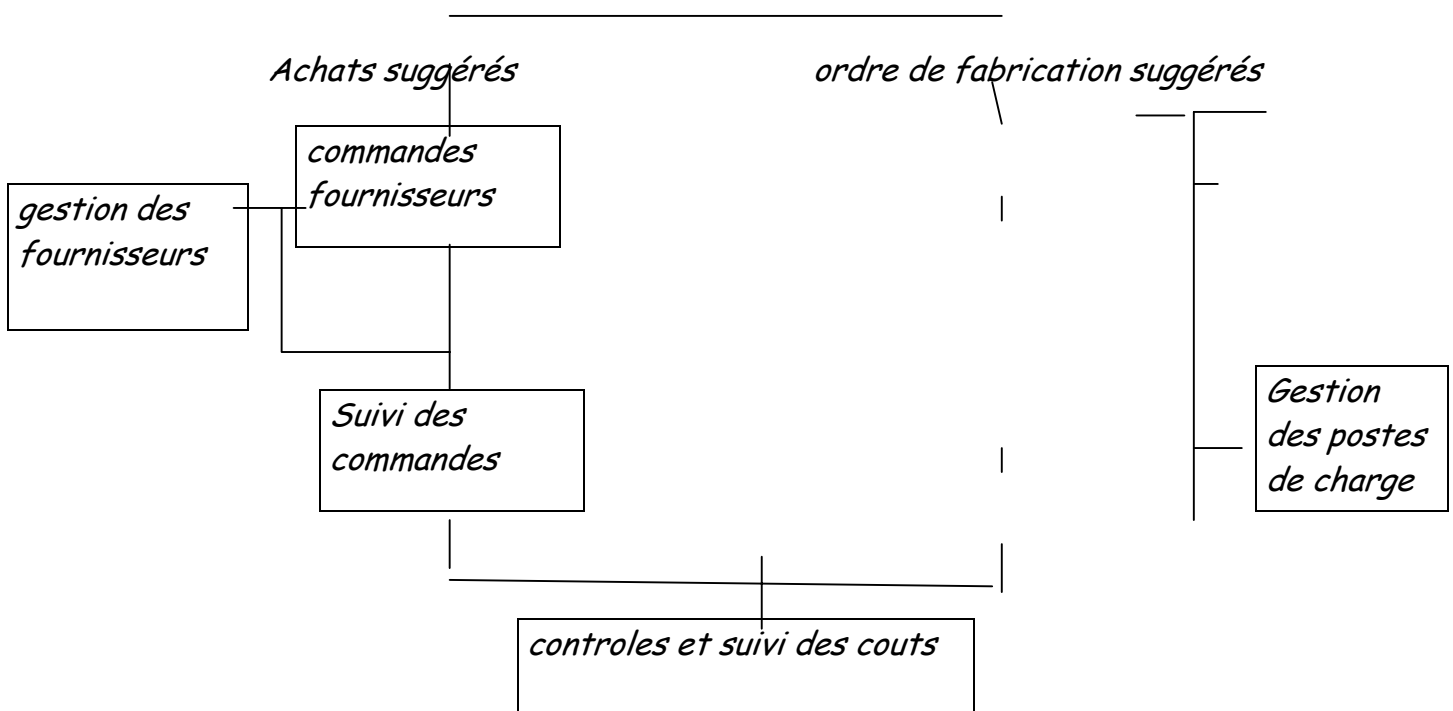 Achats suggérés
ordre de fabrication suggérés
commandes
fournisseurs
gestion des
fournisseurs
Suivi des
commandes
Gestion
des postes
de charge
controles et suivi des couts